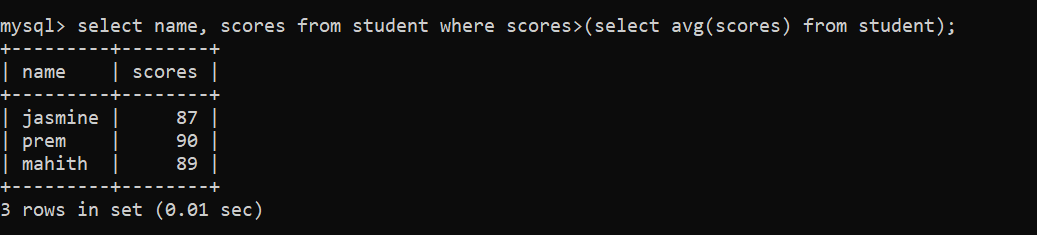 mysql> select name, scores from student where scores>(select avg(scores) from student);
+---------+--------+
| name    | scores |
+---------+--------+
| jasmine |     87 |
| prem    |     90 |
| mahith  |     89 |
+---------+--------+
3 rows in set (0.01 sec)